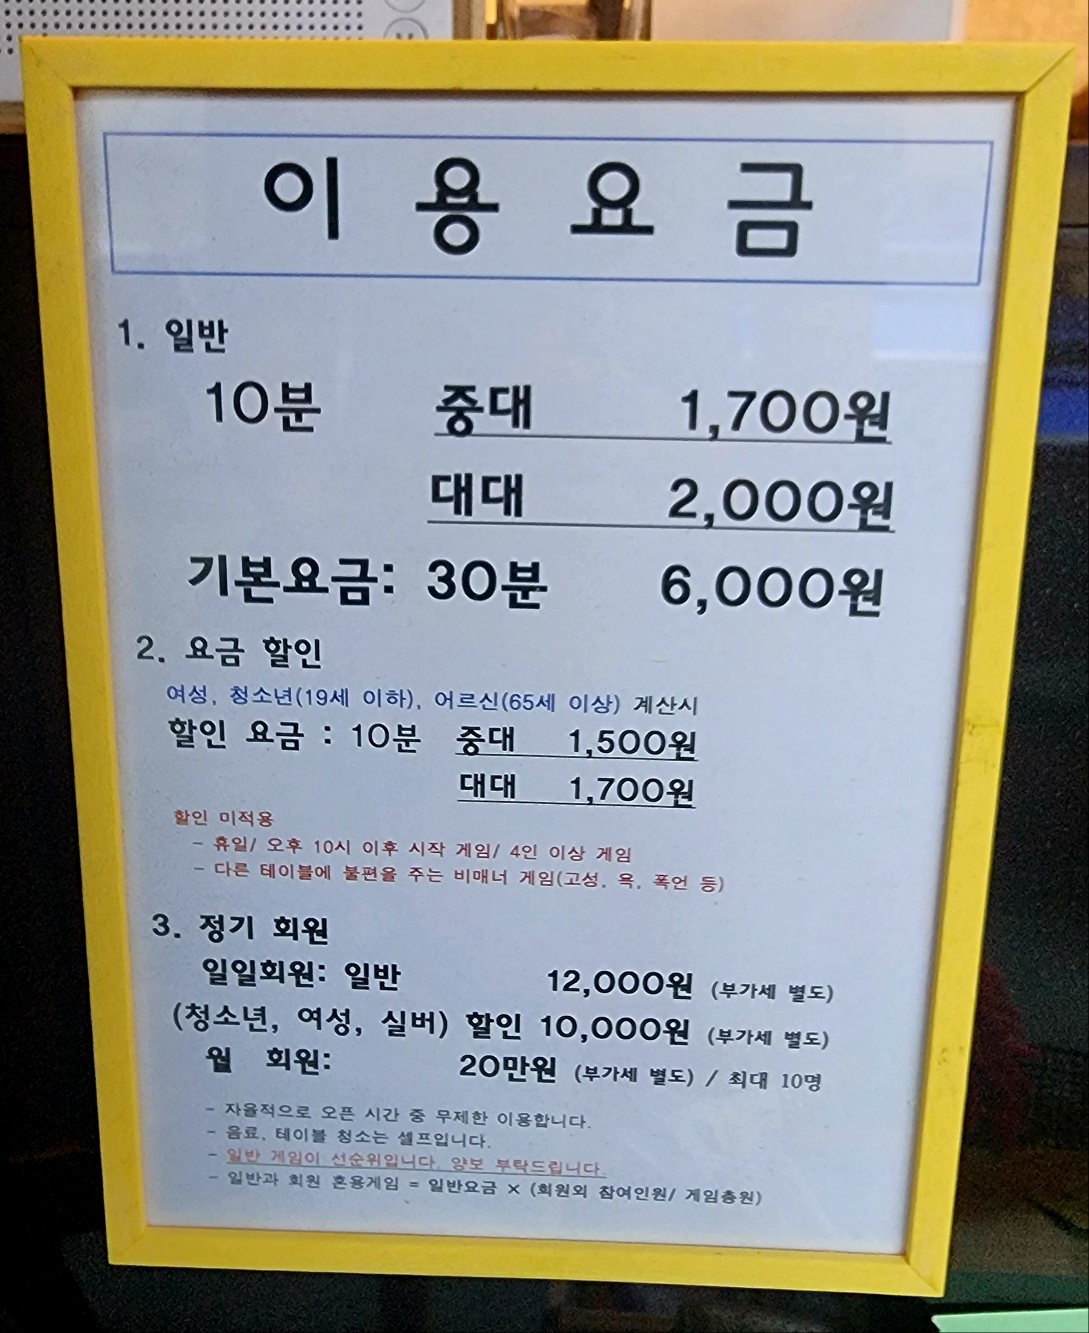 이 용 요 금
1. 일반
10분 중대 1,700원
대대 2,000원
기본요금: 30분 6,000원
2. 요금 할인
여성, 청소년(19세 이하), 어르신(65세 이상) 계산시
할인 요금 : 10분 중대 1,500원
대대 1,700원
할인 미적용
- 휴일/ 오후 10시 이후 시작 게임/ 4인 이상 게임
- 다른 테이블에 불편을 주는 비매너 게임(고성, 욕, 폭언 등)
3. 정기 회원
일일회원: 일반 12,000원 (부가세 별도)
(청소년, 여성, 실버) 할인 10,000원 (부가세 별도)
월 회원: 20만원 (부가세 별도) / 최대 10명
- 자율적으로 오픈 시간 중 무제한 이용합니다.
- 음료, 테이블 청소는 셀프입니다.
- 일반 게임이 선순위입니다. 양보 부탁드립니다.
- 일반과 회원 혼용게임 = 일반요금 × (회원외 참여인원/ 게임총원)